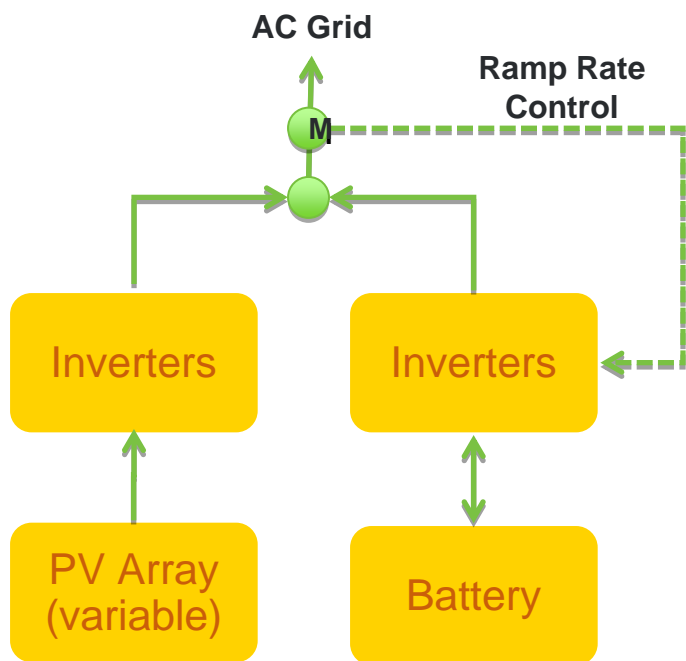 AC Grid
Ramp Rate
Control
M
Inverters
Inverters
PV Array
(variable)
Battery